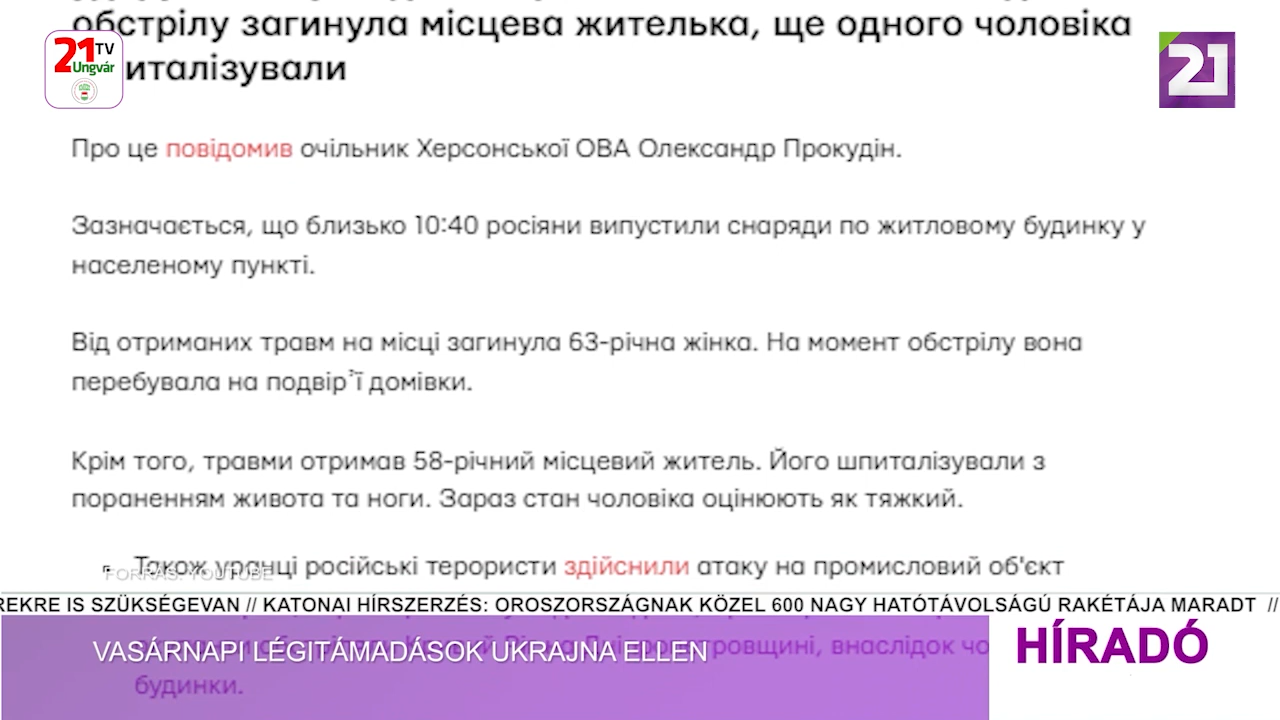 обстрілу загинула місцева жителька, ще одного чоловіка
италізували
21 TV
Ungvár
21
Про це повідомив очільник Херсонської ОВА Олександр Прокудін.
Зазначається, що близько 10:40 росіяни випустили снаряди по житловому будинку у
населеному пункті.
Від отриманих травм на місці загинула 63-річна жінка. На момент обстрілу вона
перебувала на подвір'ї домівки.
Крім того, травми отримав 58-річний місцевий житель. Його шпиталізували з
пораненням живота та ноги. Зараз стан чоловіка оцінюють як тяжкий.
Також уранці російські терористи здійснили атаку на промисловий об'єкт
FORRÁS: YOUTUBE
REKRE IS SZÜKSÉGEVAN // KATONAI HÍRSZERZÉS: OROSZORSZÁGNAK KÖZEL 600 NAGY HATÓTÁVOLSÁGÚ RAKÉTÁJA MARADT //
VASÁRNAPI LÉGITÁMADÁSOK UKRAJNA ELLEN
HÍRADÓ
внаслідок чо
будинки.